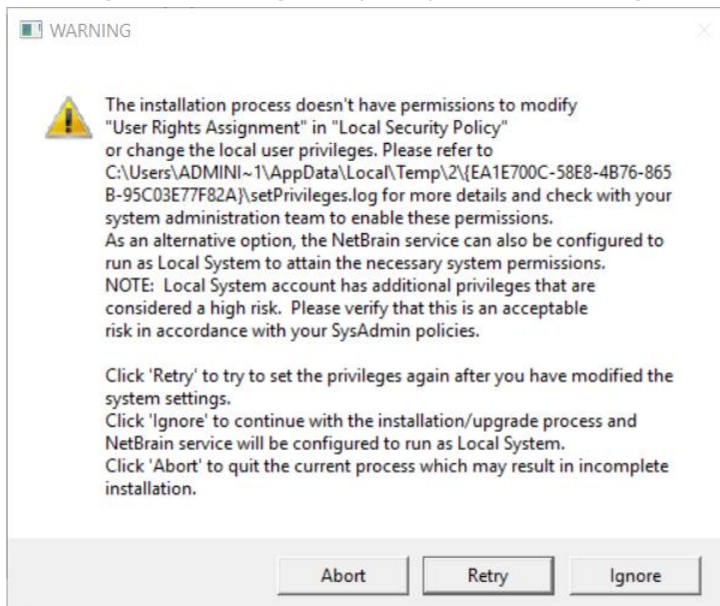 WARNING
The installation process doesn't have permissions to modify
"User Rights Assignment" in "Local Security Policy"
or change the local user privileges. Please refer to
C:\Users\ADMINI~1\AppData\Local\Temp\2\{EA1E700C-58E8-4B76-865
B-95C03E77F82A}\setPrivileges.log for more details and check with your
system administration team to enable these permissions.
As an alternative option, the NetBrain service can also be configured to
run as Local System to attain the necessary system permissions.
NOTE:  Local System account has additional privileges that are
considered a high risk.  Please verify that this is an acceptable
risk in accordance with your SysAdmin policies.
Click 'Retry' to try to set the privileges again after you have modified the
system settings.
Click 'Ignore' to continue with the installation/upgrade process and
NetBrain service will be configured to run as Local System.
Click 'Abort' to quit the current process which may result in incomplete
installation.
Abort Retry Ignore